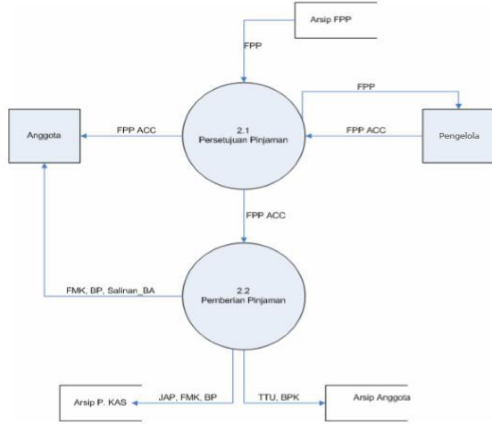 Arsip FPP
FPP
FPP
Anggota
FPP ACC
2.1
Persetujuan Pinjaman
FPP ACC
Pengelola
FPP ACC
2.2
Pemberian Pinjaman
FMK, BP, Salinan_BA
Arsip P. KAS
JAP, FMK, BP
TTU, BPK
Arsip Anggota